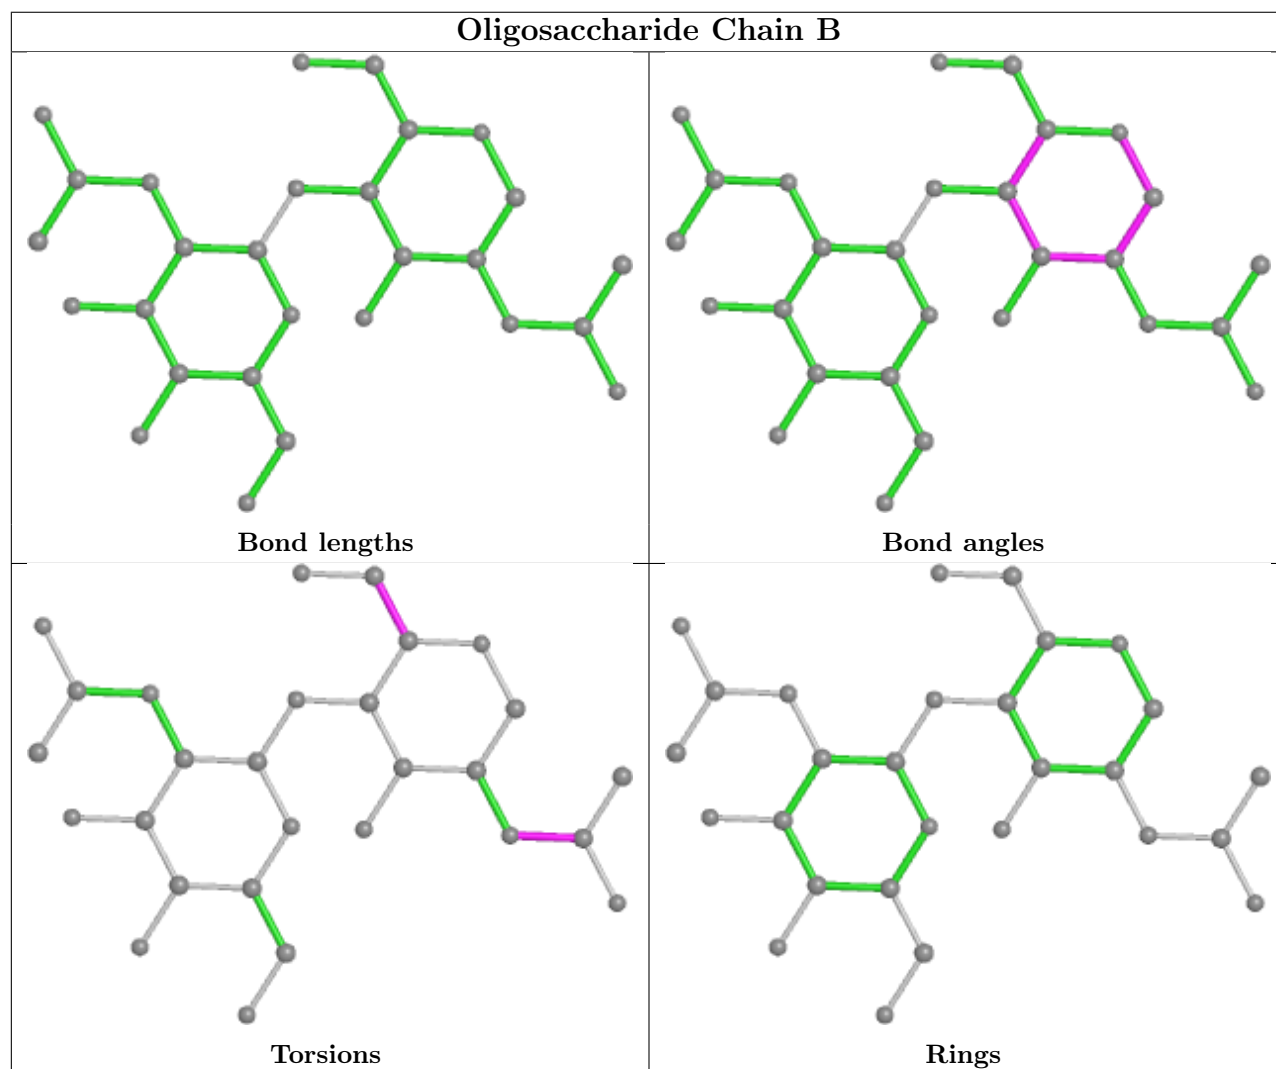 Oligosaccharide Chain B
Bond lengths
Bond angles
Torsions
Rings